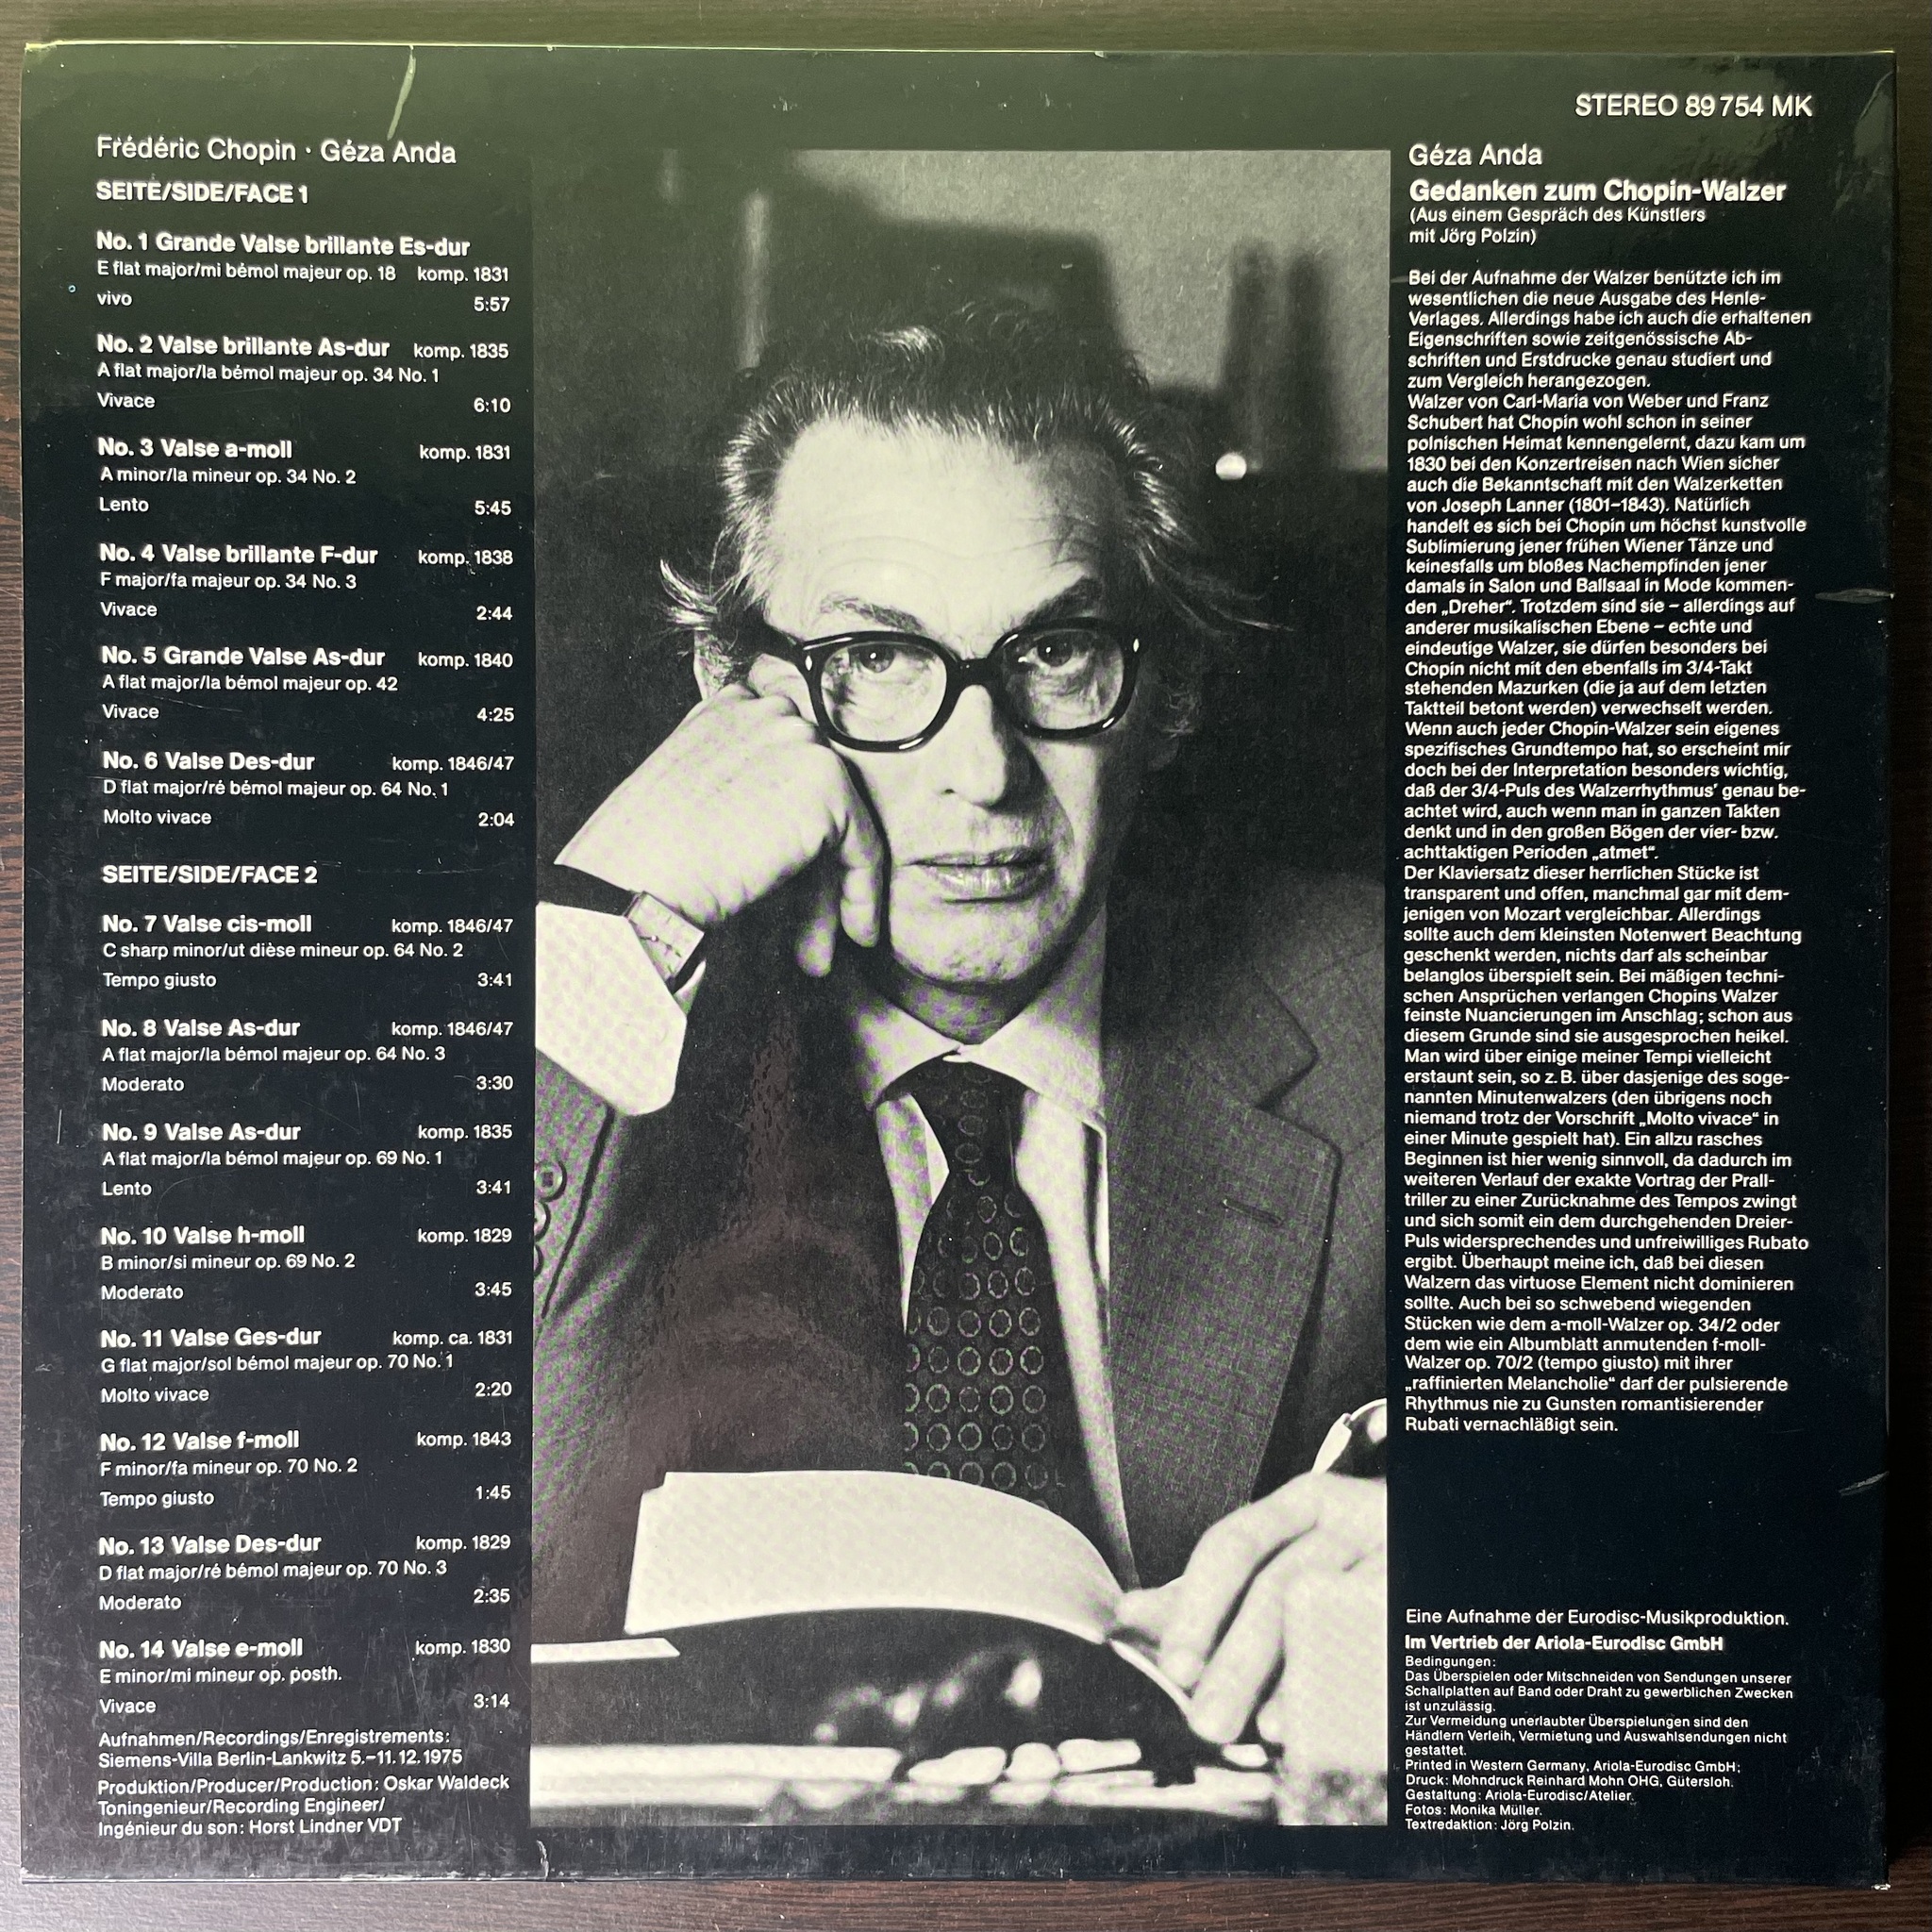 STEREO 89 754 MK
Frédéric Chopin · Géza Anda
SEITE/SIDE/FACE 1
No. 1 Grande Valse brillante Es-dur
E flat major/mi bémol majeur op. 18 komp. 1831
vivo 5:57
No. 2 Valse brillante As-dur komp. 1835
A flat major/la bémol majeur op. 34 No. 1
Vivace 6:10
No. 3 Valse a-moll komp. 1831
A minor/la mineur op. 34 No. 2
Lento 5:45
No. 4 Valse brillante F-dur komp. 1838
F major/fa majeur op. 34 No. 3
Vivace 2:44
No. 5 Grande Valse As-dur komp. 1840
A flat major/la bémol majeur op. 42
Vivace 4:25
No. 6 Valse Des-dur komp. 1846/47
D flat major/ré bémol majeur op. 64 No. 1
Molto vivace 2:04
SEITE/SIDE/FACE 2
No. 7 Valse cis-moll komp. 1846/47
C sharp minor/ut dièse mineur op. 64 No. 2
Tempo giusto 3:41
No. 8 Valse As-dur komp. 1846/47
A flat major/la bémol majeur op. 64 No. 3
Moderato 3:30
No. 9 Valse As-dur komp. 1835
A flat major/la bémol majeur op. 69 No. 1
Lento 3:41
No. 10 Valse h-moll komp. 1829
B minor/si mineur op. 69 No. 2
Moderato 3:45
No. 11 Valse Ges-dur komp. ca. 1831
G flat major/sol bémol majeur op. 70 No. 1
Molto vivace 2:20
No. 12 Valse f-moll komp. 1843
F minor/fa mineur op. 70 No. 2
Tempo giusto 1:45
No. 13 Valse Des-dur komp. 1829
D flat major/ré bémol majeur op. 70 No. 3
Moderato 2:35
No. 14 Valse e-moll komp. 1830
E minor/mi mineur op. posth.
Vivace 3:14
Aufnahmen/Recordings/Enregistrements:
Siemens-Villa Berlin-Lankwitz 5.–11.12.1975
Produktion/Producer/Production: Oskar Waldeck
Toningenieur/Recording Engineer/
Ingénieur du son: Horst Lindner VDT
Géza Anda
Gedanken zum Chopin-Walzer
(Aus einem Gespräch des Künstlers
mit Jörg Polzin)
Bei der Aufnahme der Walzer benützte ich im
wesentlichen die neue Ausgabe des Henle-
Verlages. Allerdings habe ich auch die erhaltenen
Eigenschriften sowie zeitgenössische Ab-
schriften und Erstdrucke genau studiert und
zum Vergleich herangezogen.
Walzer von Carl-Maria von Weber und Franz
Schubert hat Chopin wohl schon in seiner
polnischen Heimat kennengelernt, dazu kam um
1830 bei den Konzertreisen nach Wien sicher
auch die Bekanntschaft mit den Walzerketten
von Joseph Lanner (1801–1843). Natürlich
handelt es sich bei Chopin um höchst kunstvolle
Sublimierung jener frühen Wiener Tänze und
keinesfalls um bloßes Nachempfinden jener
damals in Salon und Ballsaal in Mode kommen-
den „Dreher“. Trotzdem sind sie – allerdings auf
anderer musikalischen Ebene – echte und
eindeutige Walzer, sie dürfen besonders bei
Chopin nicht mit den ebenfalls im 3/4-Takt
stehenden Mazurken (die ja auf dem letzten
Taktteil betont werden) verwechselt werden.
Wenn auch jeder Chopin-Walzer sein eigenes
spezifisches Grundtempo hat, so erscheint mir
doch bei der Interpretation besonders wichtig,
daß der 3/4-Puls des Walzerrhythmus’ genau be-
achtet wird, auch wenn man in ganzen Takten
denkt und in den großen Bögen der vier- bzw.
achttaktigen Perioden „atmet“.
Der Klaviersatz dieser herrlichen Stücke ist
transparent und offen, manchmal gar mit dem-
jenigen von Mozart vergleichbar. Allerdings
sollte auch dem kleinsten Notenwert Beachtung
geschenkt werden, nichts darf als scheinbar
belanglos überspielt sein. Bei mäßigen techni-
schen Ansprüchen verlangen Chopins Walzer
feinste Nuancierungen im Anschlag; schon aus
diesem Grunde sind sie ausgesprochen heikel.
Man wird über einige meiner Tempi vielleicht
erstaunt sein, so z.B. über dasjenige des soge-
nannten Minutenwalzers (den übrigens noch
niemand trotz der Vorschrift „Molto vivace“ in
einer Minute gespielt hat). Ein allzu rasches
Beginnen ist hier wenig sinnvoll, da dadurch im
weiteren Verlauf der exakte Vortrag der Prall-
triller zu einer Zurücknahme des Tempos zwingt
und sich somit ein dem durchgehenden Dreier-
Puls widersprechendes und unfreiwilliges Rubato
ergibt. Überhaupt meine ich, daß bei diesen
Walzern das virtuose Element nicht dominieren
sollte. Auch bei so schwebend wiegenden
Stücken wie dem a-moll-Walzer op. 34/2 oder
dem wie ein Albumblatt anmutenden f-moll-
Walzer op. 70/2 (tempo giusto) mit ihrer
„raffinierten Melancholie“ darf der pulsierende
Rhythmus nie zu Gunsten romantisierender
Rubati vernachläßigt sein.
Eine Aufnahme der Eurodisc-Musikproduktion.
Im Vertrieb der Ariola-Eurodisc GmbH
Bedingungen:
Das Überspielen oder Mitschneiden von Sendungen unserer
Schallplatten auf Band oder Draht zu gewerblichen Zwecken
ist unzulässig.
Zur Vermeidung unerlaubter Überspielungen sind den
Händlern Verleih, Vermietung und Auswahlsendungen nicht
gestattet.
Printed in Western Germany, Ariola-Eurodisc GmbH;
Druck: Mohndruck Reinhard Mohn OHG, Gütersloh.
Gestaltung: Ariola-Eurodisc/Atelier.
Fotos: Monika Müller.
Textredaktion: Jörg Polzin.